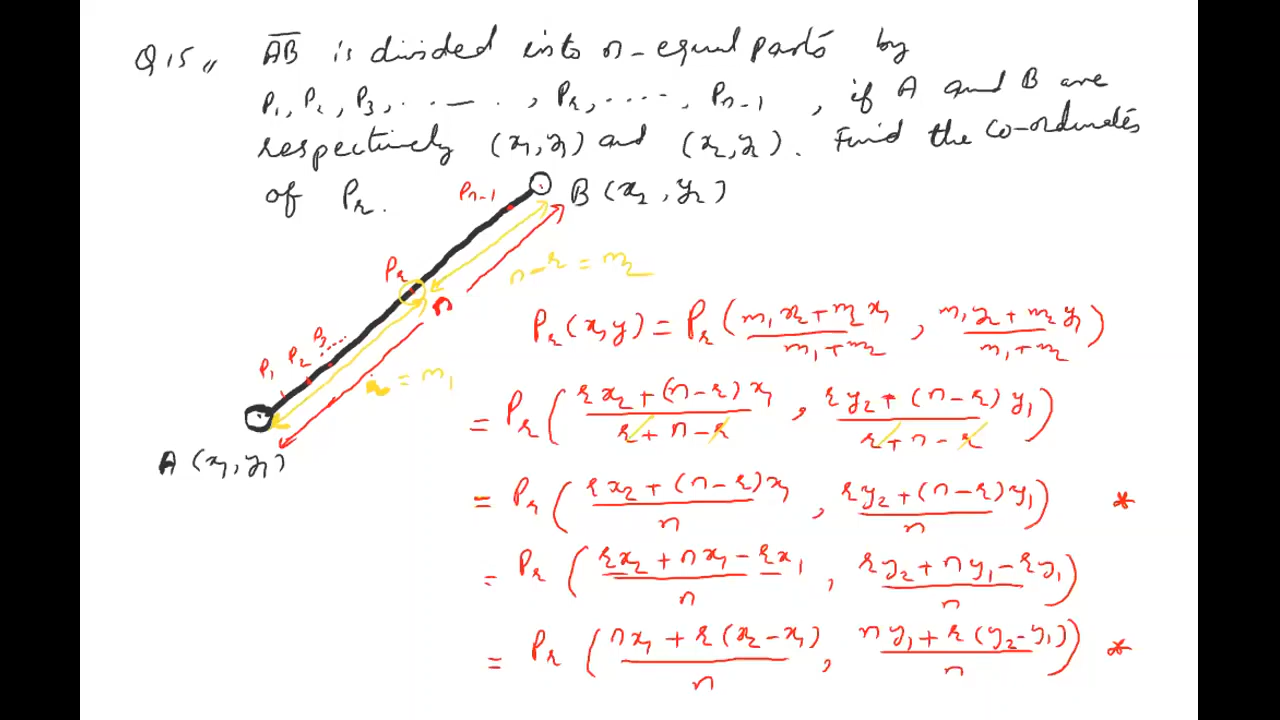 Q15,, A̅B̅ is divided into n-equal parts by
P₁, P₂, P₃, ..—., Pᵣ, ...., Pₙ₋₁, if A and B are
respectively (x₁, y₁) and (x₂, y₂). Find the co-ordinates
of Pᵣ.
Pₙ₋₁
B (x₂, y₂)
Pᵣ
n-r = m₂
n
P₁ P₂ P₃ .....
r = m₁
A (x₁, y₁)
Pᵣ(x, y) = Pᵣ((m₁x₂ + m₂x₁)/(m₁ + m₂), (m₁y₂ + m₂y₁)/(m₁ + m₂))
= Pᵣ((rx₂ + (n-r)x₁)/(r + n - r), (ry₂ + (n-r)y₁)/(r + n - r))
= Pᵣ((rx₂ + (n-r)x₁)/n, (ry₂ + (n-r)y₁)/n) *
= Pᵣ((rx₂ + nx₁ - rx₁)/n, (ry₂ + ny₁ - ry₁)/n)
= Pᵣ((nx₁ + r(x₂-x₁))/n, (ny₁ + r(y₂-y₁))/n) *